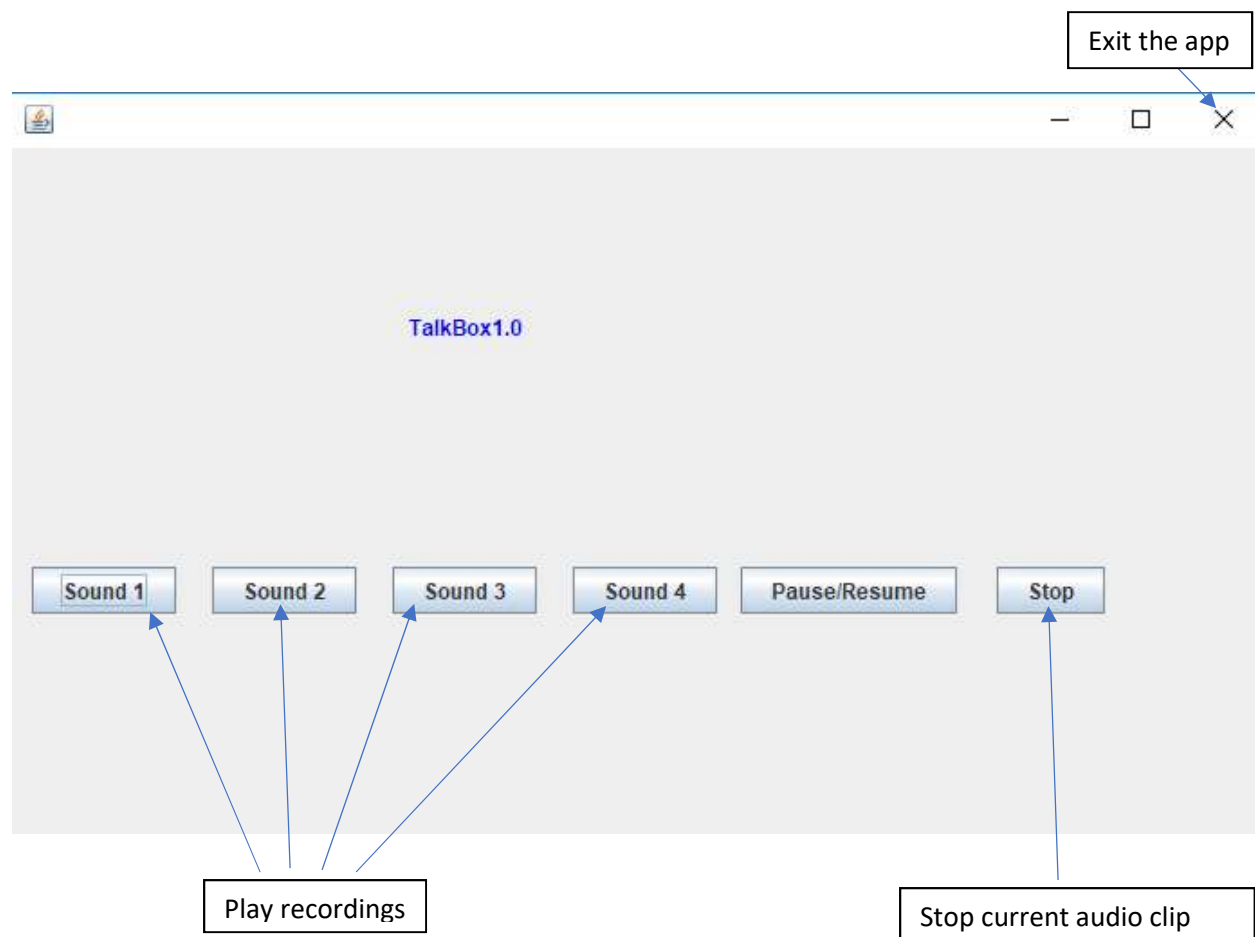 Exit the app
TalkBox1.0
Sound 1 Sound 2 Sound 3 Sound 4 Pause/Resume Stop
Play recordings
Stop current audio clip